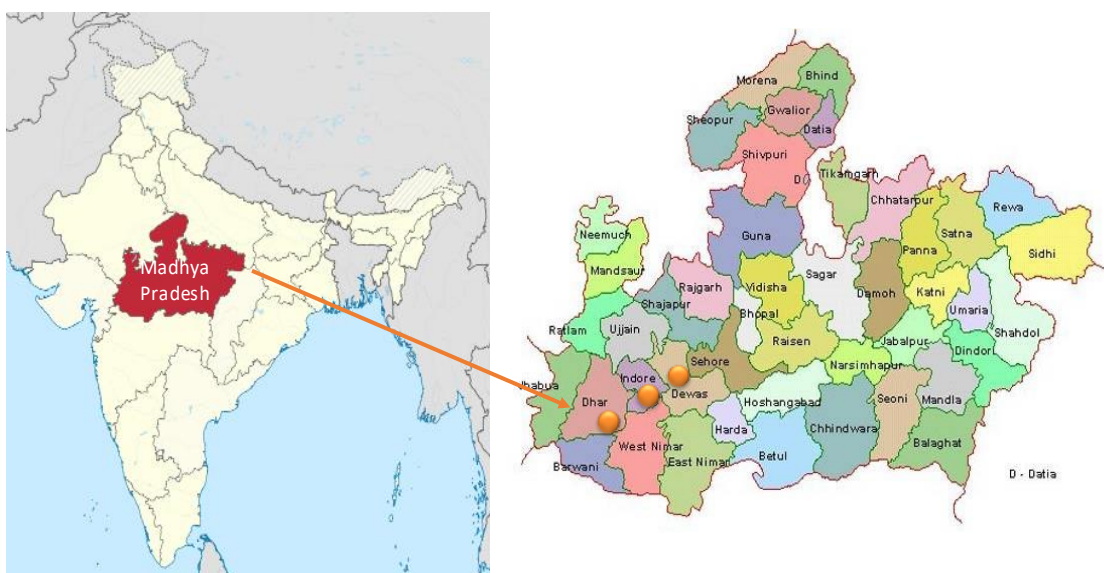 Madhya
Pradesh
Morena
Bhind
Gwalior
Sheopur
Datia
Shivpuri
Tikamgarh
Chhatarpur
Rewa
Satna
Neemuch
Guna
Panna
Sidhi
Mandsaur
Sagar
Rajgarh
Vidisha
Damoh
Katni
Shajapur
Umaria
Bhopal
Ratlam
Ujjain
Shahdol
Raisen
Jabalpur
Dindori
Sehore
Narsimhapur
Jhabua
Indore
Dewas
Dhar
Hoshangabad
Seoni
Mandla
Harda
Chhindwara
West Nimar
Balaghat
Betul
East Nimar
Barwani
D - Datia